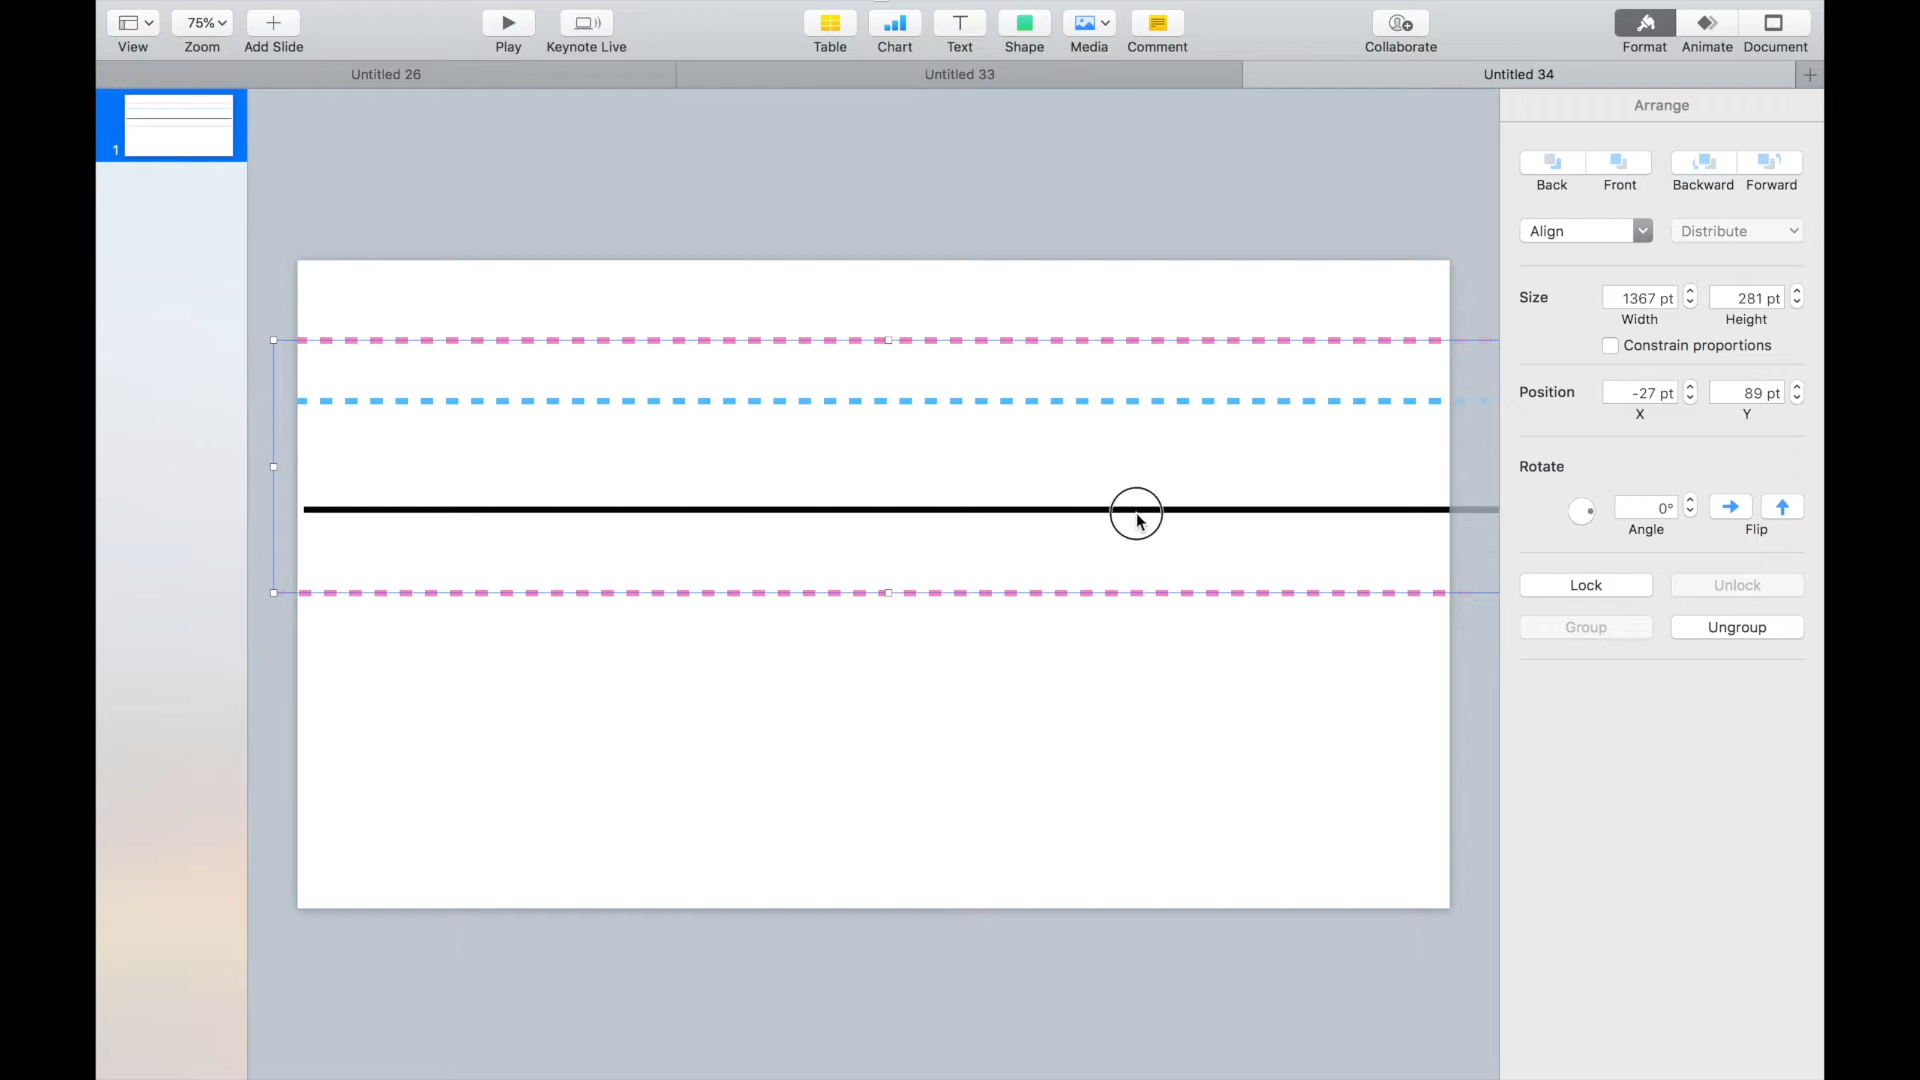 75%
View
Zoom
Add Slide
Play
Keynote Live
Table
Chart
Text
Shape
Media
Comment
Collaborate
Format
Animate
Document
Untitled 26
Untitled 33
Untitled 34
1
Arrange
Back
Front
Backward
Forward
Align
Distribute
Size
1367 pt
281 pt
Width
Height
Constrain proportions
Position
-27 pt
89 pt
X
Y
Rotate
0°
Angle
Flip
Lock
Unlock
Group
Ungroup